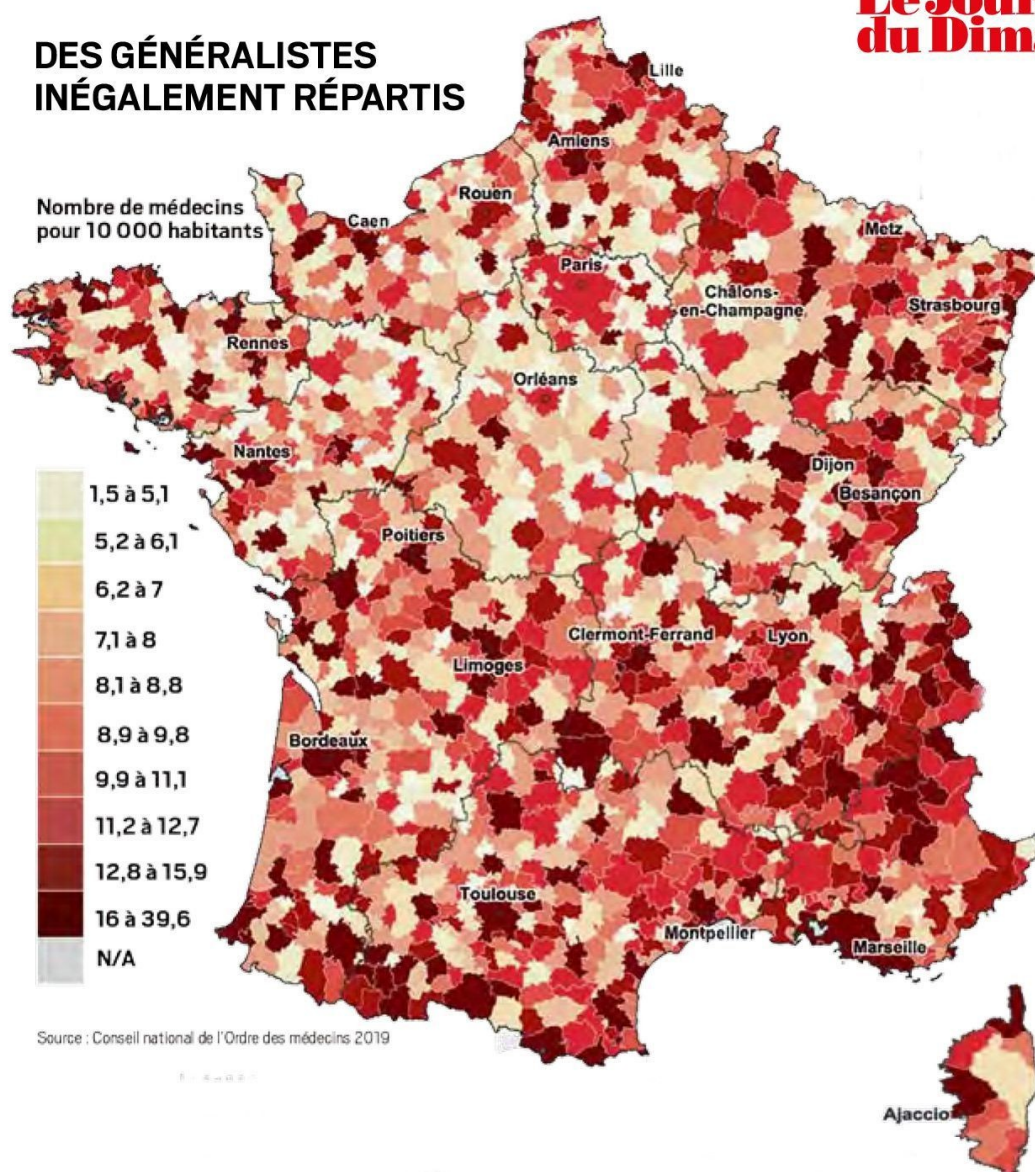 Le Jour
du Dim
DES GÉNÉRALISTES
INÉGALEMENT RÉPARTIS
Nombre de médecins
pour 10 000 habitants
Lille
Amiens
Rouen
Caen
Metz
Paris
Châlons-
en-Champagne
Strasbourg
Rennes
Orléans
Nantes
Dijon
Besançon
Poitiers
Clermont-Ferrand
Lyon
Limoges
Bordeaux
Toulouse
Montpellier
Marseille
Ajaccio
1,5 à 5,1
5,2 à 6,1
6,2 à 7
7,1 à 8
8,1 à 8,8
8,9 à 9,8
9,9 à 11,1
11,2 à 12,7
12,8 à 15,9
16 à 39,6
N/A
Source : Conseil national de l'Ordre des médecins 2019